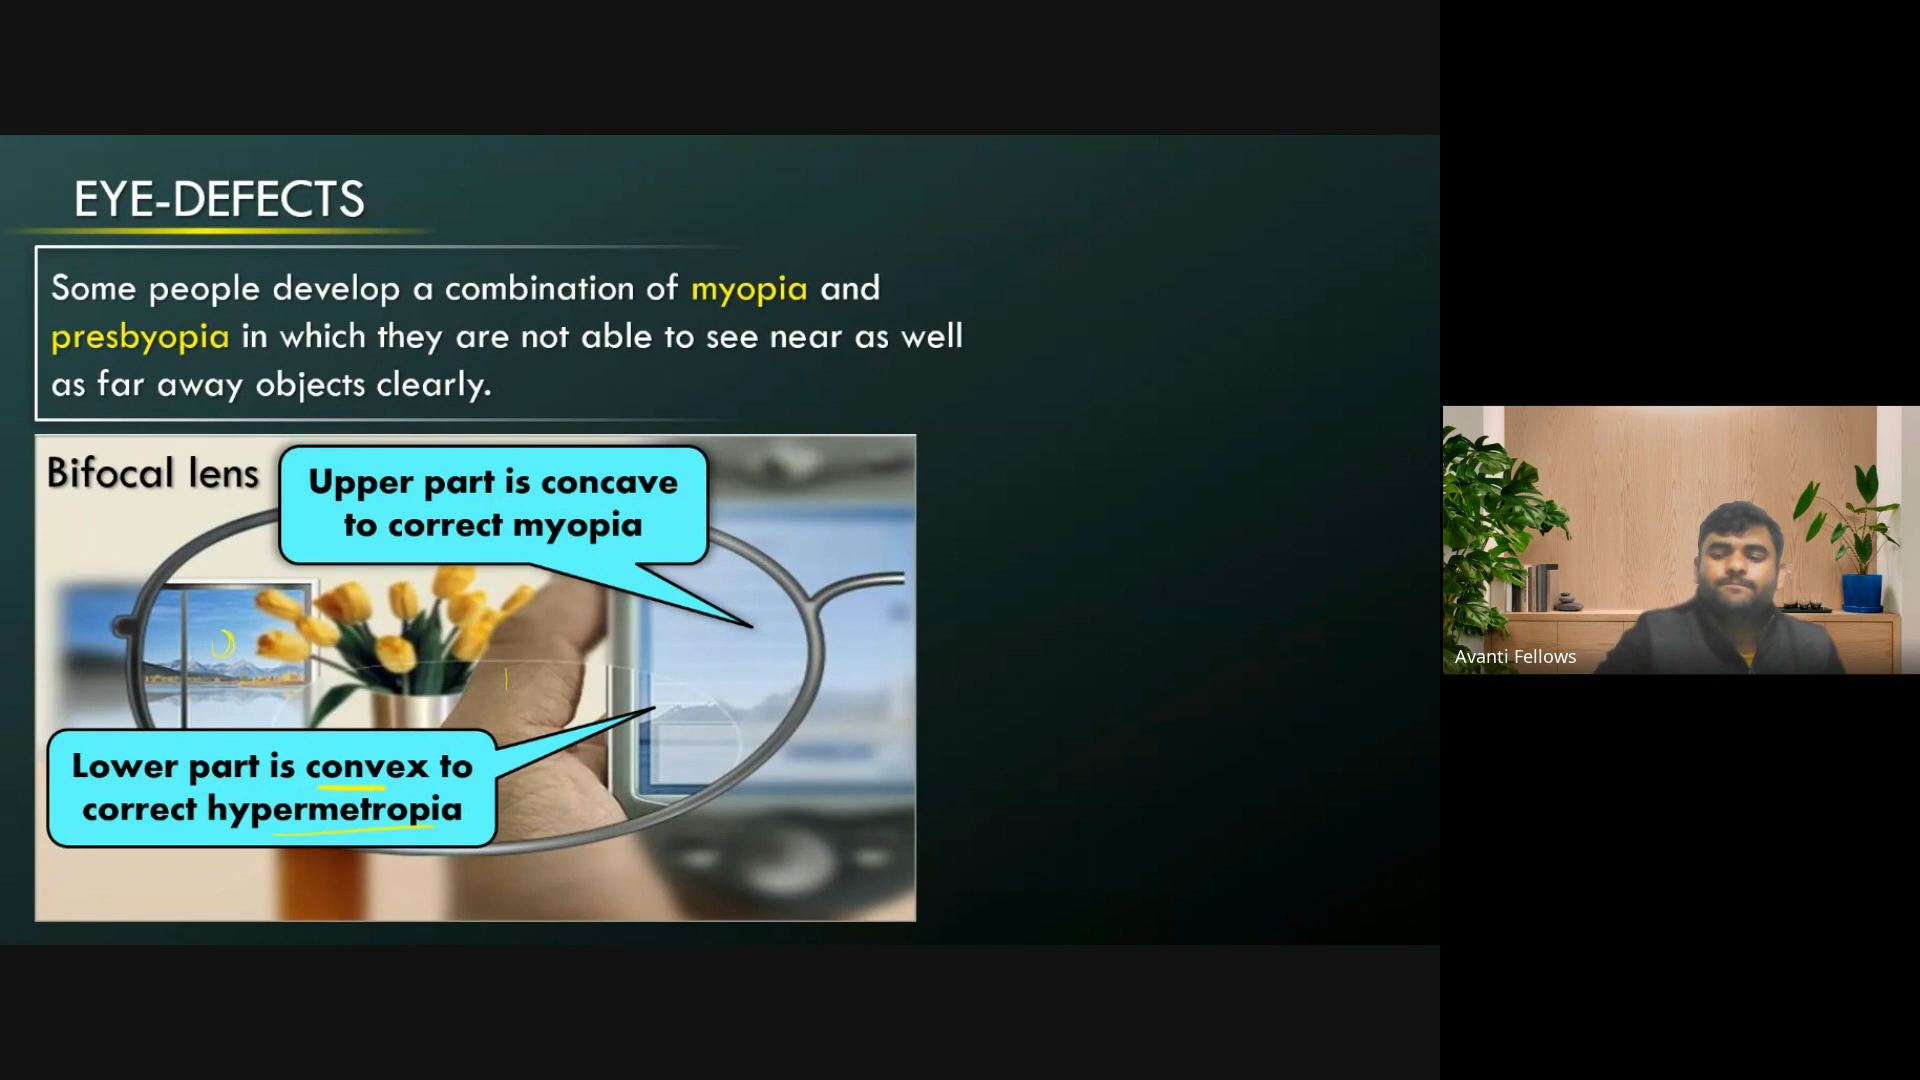 EYE-DEFECTS
Some people develop a combination of myopia and
presbyopia in which they are not able to see near as well
as far away objects clearly.
Bifocal lens
Upper part is concave
to correct myopia
Lower part is convex to
correct hypermetropia
Avanti Fellows